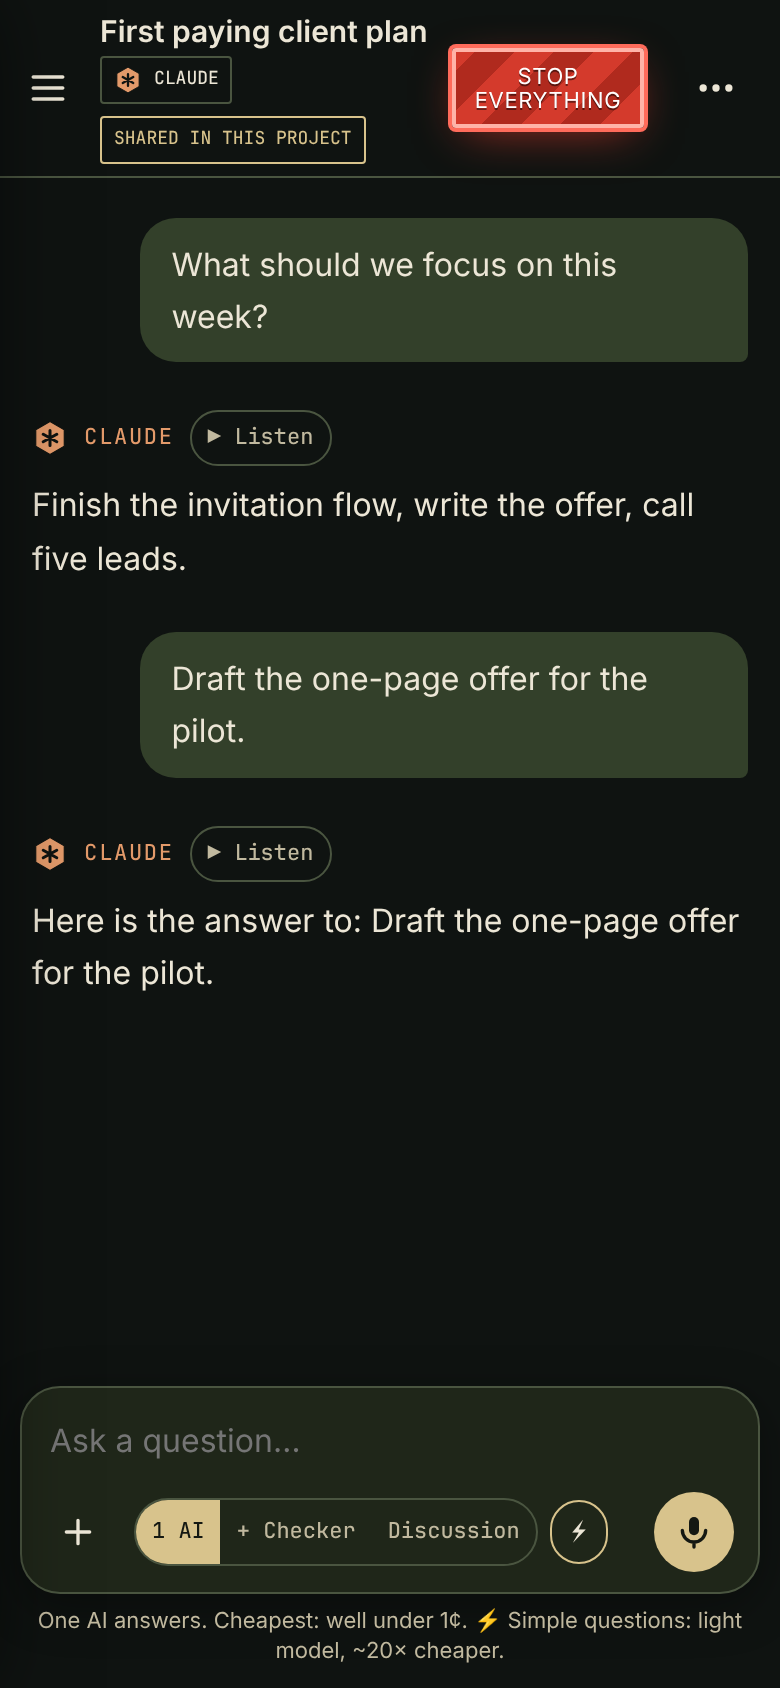 First paying client plan
CLAUDE
SHARED IN THIS PROJECT
STOP
EVERYTHING
What should we focus on this
week?
CLAUDE
Listen
Finish the invitation flow, write the offer, call
five leads.
Draft the one-page offer for the
pilot.
CLAUDE
Listen
Here is the answer to: Draft the one-page offer
for the pilot.
Ask a question...
1 AI + Checker Discussion
One AI answers. Cheapest: well under 1¢. ⚡ Simple questions: light
model, ~20× cheaper.